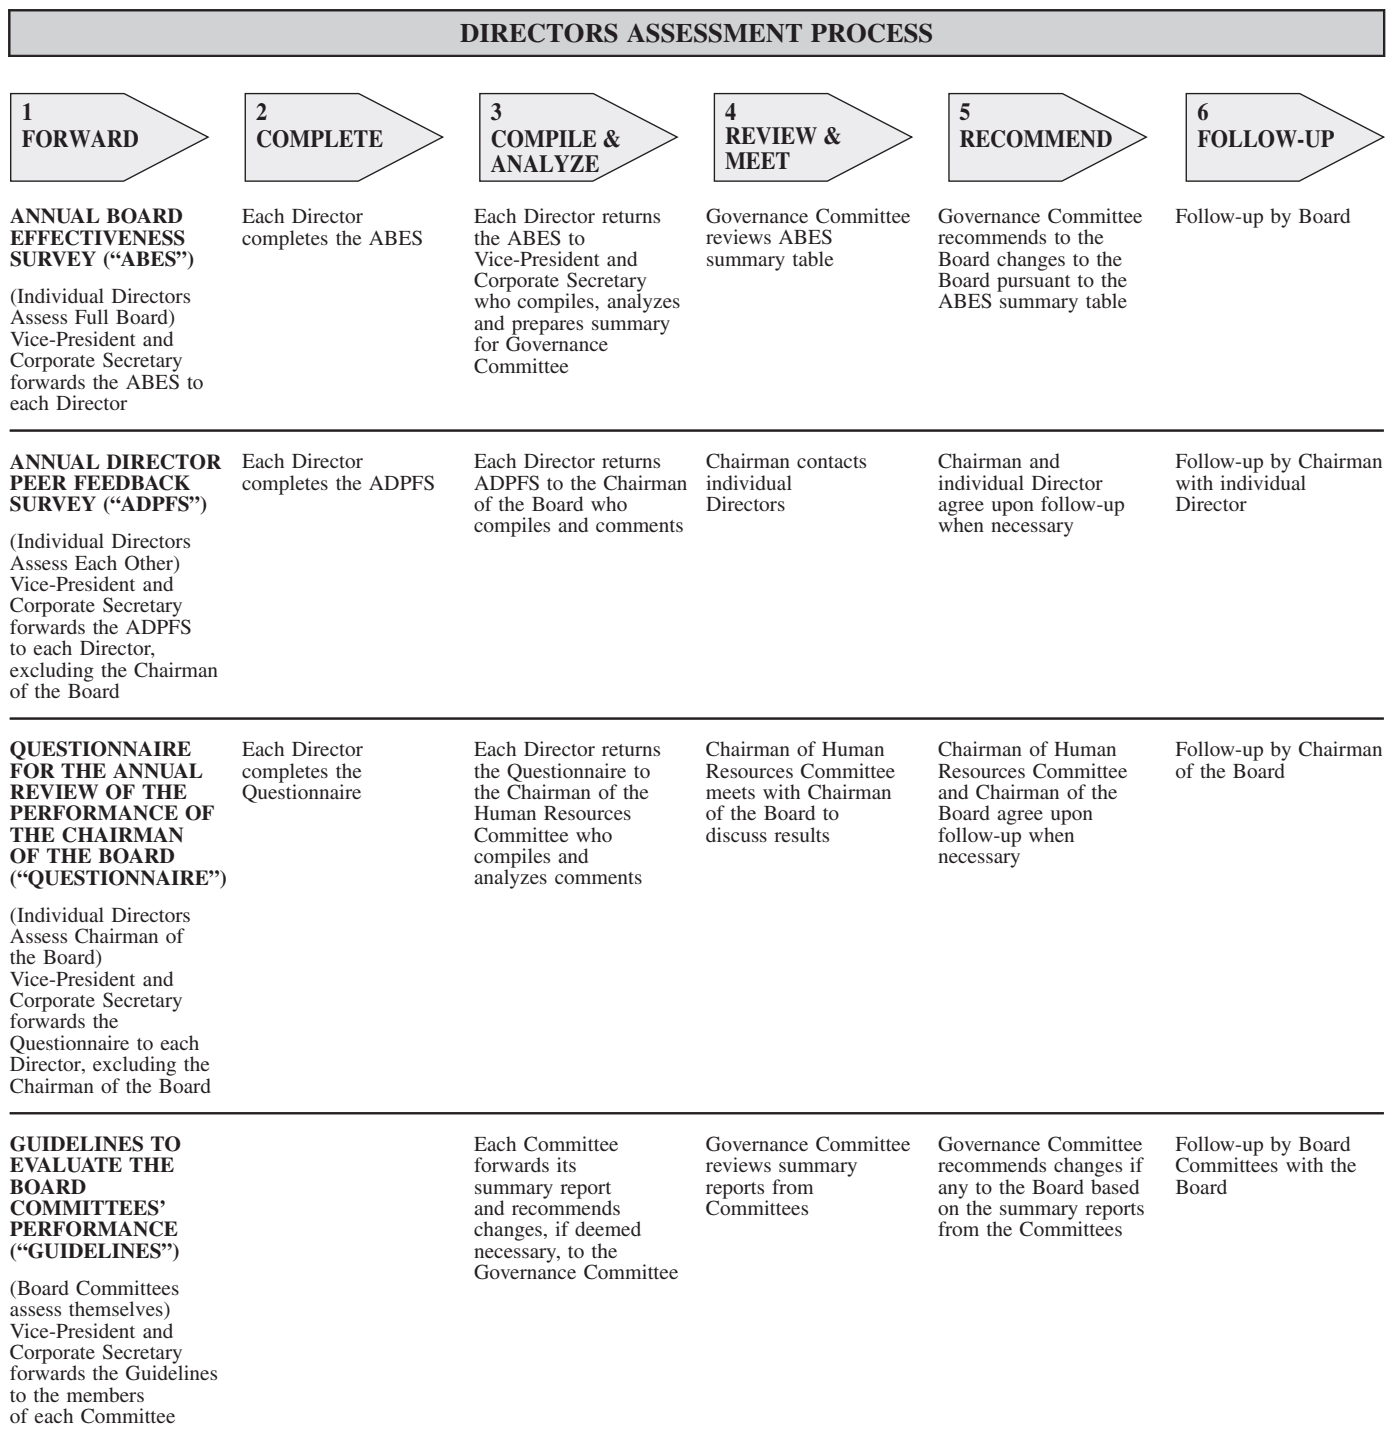 DIRECTORS ASSESSMENT PROCESS
1
FORWARD
2
COMPLETE
3
COMPILE &
ANALYZE
4
REVIEW &
MEET
5
RECOMMEND
6
FOLLOW-UP
ANNUAL BOARD
EFFECTIVENESS
SURVEY (“ABES”)
(Individual Directors
Assess Full Board)
Vice-President and
Corporate Secretary
forwards the ABES to
each Director
Each Director
completes the ABES
Each Director returns
the ABES to
Vice-President and
Corporate Secretary
who compiles, analyzes
and prepares summary
for Governance
Committee
Governance Committee
reviews ABES
summary table
Governance Committee
recommends to the
Board changes to the
Board pursuant to the
ABES summary table
Follow-up by Board
ANNUAL DIRECTOR
PEER FEEDBACK
SURVEY (“ADPFS”)
(Individual Directors
Assess Each Other)
Vice-President and
Corporate Secretary
forwards the ADPFS
to each Director,
excluding the Chairman
of the Board
Each Director
completes the ADPFS
Each Director returns
ADPFS to the Chairman
of the Board who
compiles and comments
Chairman contacts
individual
Directors
Chairman and
individual Director
agree upon follow-up
when necessary
Follow-up by Chairman
with individual
Director
QUESTIONNAIRE
FOR THE ANNUAL
REVIEW OF THE
PERFORMANCE OF
THE CHAIRMAN
OF THE BOARD
(“QUESTIONNAIRE”)
(Individual Directors
Assess Chairman of
the Board)
Vice-President and
Corporate Secretary
forwards the
Questionnaire to each
Director, excluding the
Chairman of the Board
Each Director
completes the
Questionnaire
Each Director returns
the Questionnaire to
the Chairman of the
Human Resources
Committee who
compiles and
analyzes comments
Chairman of Human
Resources Committee
meets with Chairman
of the Board to
discuss results
Chairman of Human
Resources Committee
and Chairman of the
Board agree upon
follow-up when
necessary
Follow-up by Chairman
of the Board
GUIDELINES TO
EVALUATE THE
BOARD
COMMITTEES’
PERFORMANCE
(“GUIDELINES”)
(Board Committees
assess themselves)
Vice-President and
Corporate Secretary
forwards the Guidelines
to the members
of each Committee
Each Committee
forwards its
summary report
and recommends
changes, if deemed
necessary, to the
Governance Committee
Governance Committee
reviews summary
reports from
Committees
Governance Committee
recommends changes if
any to the Board based
on the summary reports
from the Committees
Follow-up by Board
Committees with the
Board